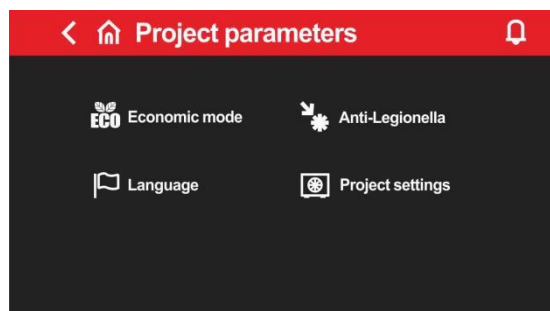 Project parameters
ECO Economic mode
Anti-Legionella
Language
Project settings